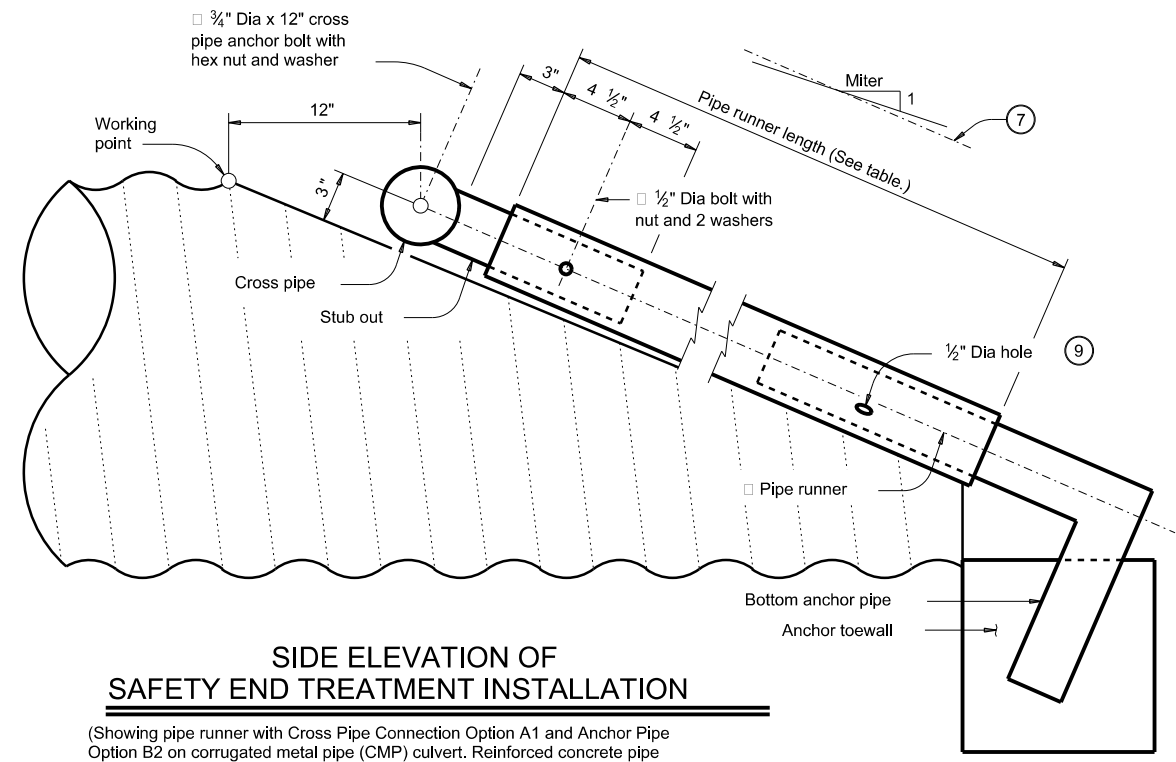 □ ¾" Dia x 12" cross
pipe anchor bolt with
hex nut and washer
Working
point
12"
3"
3"
4 ½"
4 ½"
Pipe runner length (See table.)
Miter
1
7
□ ½" Dia bolt with
nut and 2 washers
Cross pipe
Stub out
½" Dia hole
9
□ Pipe runner
Bottom anchor pipe
Anchor toewall
SIDE ELEVATION OF
SAFETY END TREATMENT INSTALLATION
(Showing pipe runner with Cross Pipe Connection Option A1 and Anchor Pipe
Option B2 on corrugated metal pipe (CMP) culvert. Reinforced concrete pipe